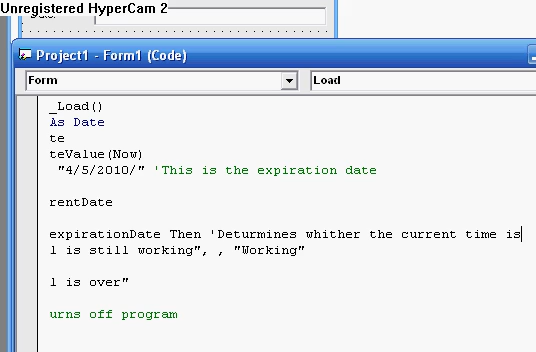 Unregistered HyperCam 2
Project1 - Form1 (Code)
Form
Load
_Load()
As Date
te
teValue(Now)
"4/5/2010/" 'This is the expiration date
rentDate
expirationDate Then 'Deturmines whither the current time is
l is still working", , "Working"
l is over"
urns off program